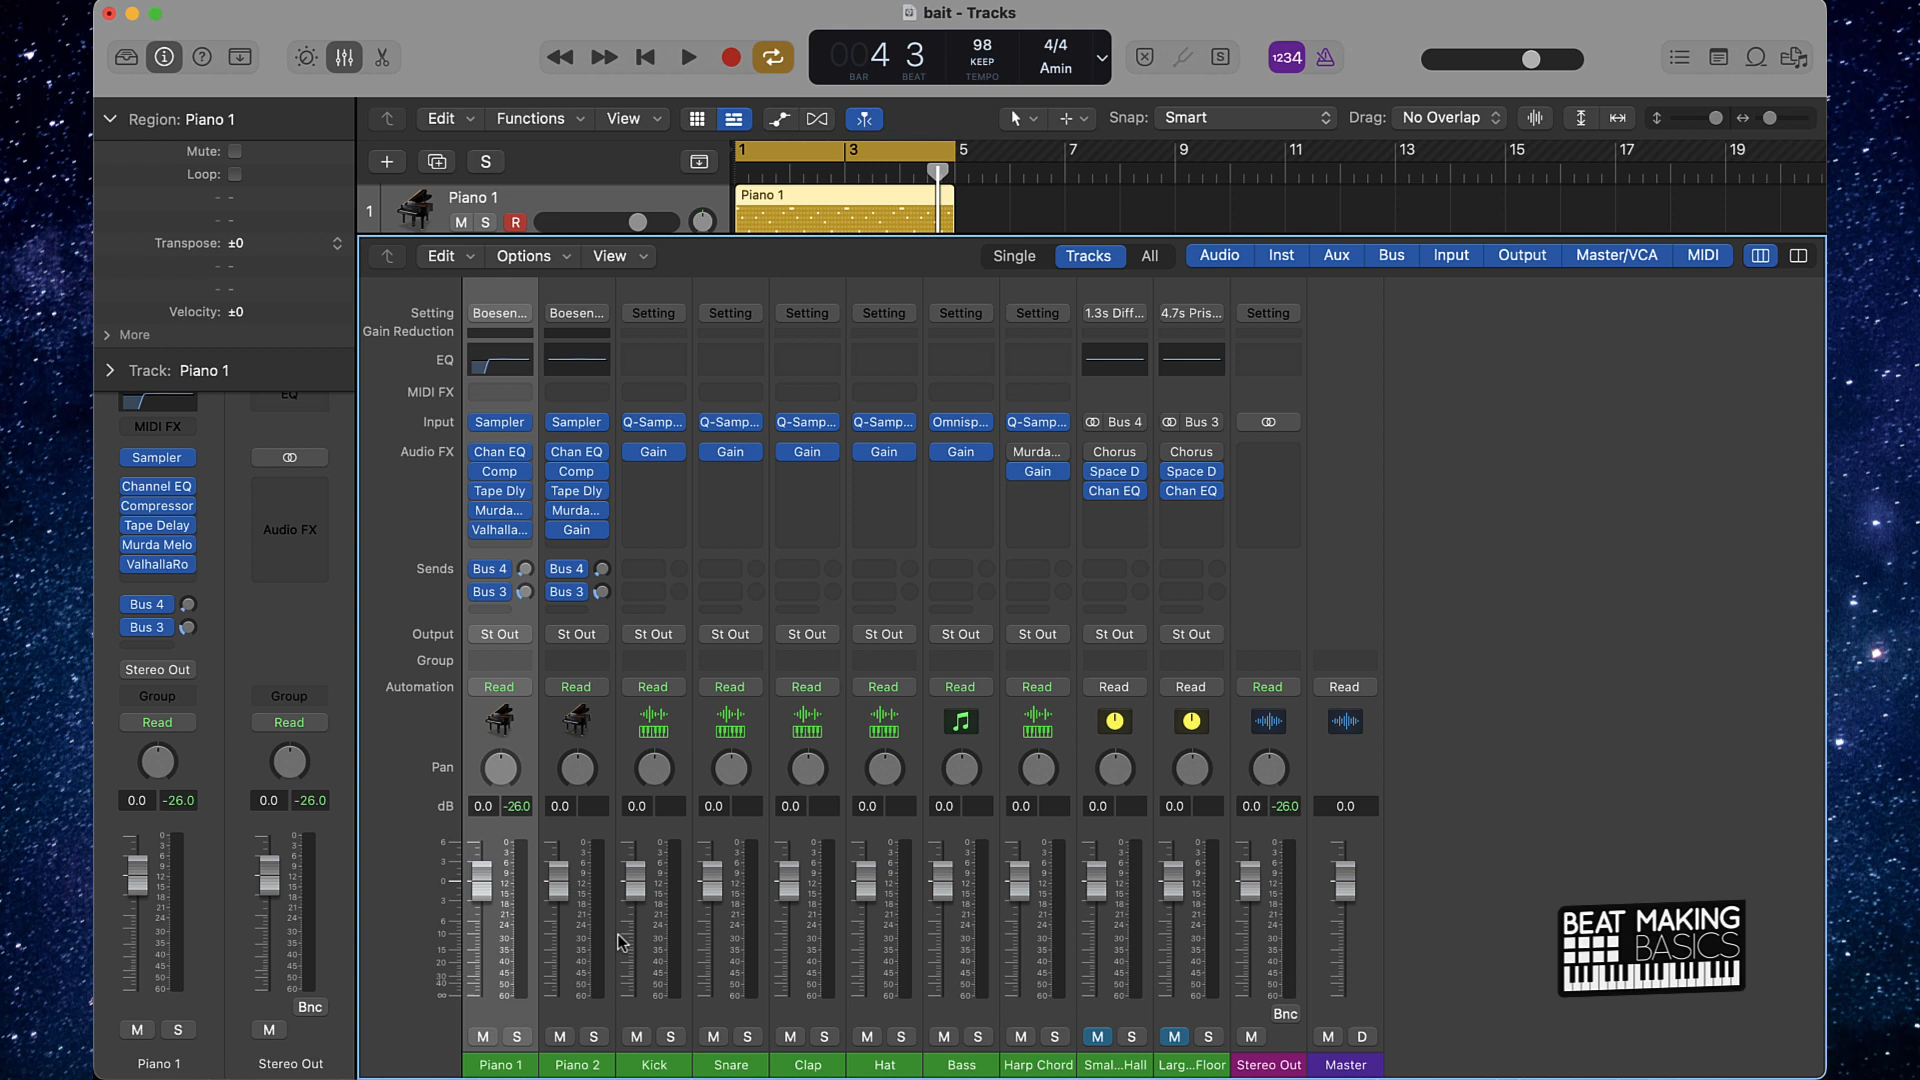 bait - Tracks
004 3
BAR BEAT
98
KEEP
TEMPO
4/4
Amin
1234
Region: Piano 1
Mute:
Loop:
Transpose: ±0
Velocity: ±0
More
Track: Piano 1
Edit Functions View
Snap: Smart
Drag: No Overlap
S
1 3 5 7 9 11 13 15 17 19
1
Piano 1
M S R
Piano 1
Edit Options View
Single Tracks All
Audio Inst Aux Bus Input Output Master/VCA MIDI
Setting Boesen... Boesen... Setting Setting Setting Setting Setting Setting 1.3s Diff... 4.7s Pris... Setting
Gain Reduction
EQ
MIDI FX
Input Sampler Sampler Q-Samp... Q-Samp... Q-Samp... Q-Samp... Omnisp... Q-Samp... Bus 4 Bus 3
Audio FX Chan EQ Chan EQ Gain Gain Gain Gain Gain Murda... Chorus Chorus
Comp Comp Gain Space D Space D
Tape Dly Tape Dly Chan EQ Chan EQ
Murda... Murda...
Valhalla... Gain
Sends Bus 4 Bus 4
Bus 3 Bus 3
Output St Out St Out St Out St Out St Out St Out St Out St Out St Out St Out
Group
Automation Read Read Read Read Read Read Read Read Read Read Read Read
Pan
dB 0.0 -26.0 0.0 0.0 0.0 0.0 0.0 0.0 0.0 0.0 0.0 0.0 -26.0 0.0
Bnc
M S M S M S M S M S M S M S M S M S M S M M D
Piano 1 Piano 2 Kick Snare Clap Hat Bass Harp Chord Smal...Hall Larg...Floor Stereo Out Master
EQ
MIDI FX
Sampler
Channel EQ
Compressor
Tape Delay
Murda Melo
ValhallaRo
Audio FX
Bus 4
Bus 3
Stereo Out
Group Group
Read Read
0.0 -26.0 0.0 -26.0
Bnc
M S M
Piano 1 Stereo Out
BEAT MAKING
BASICS